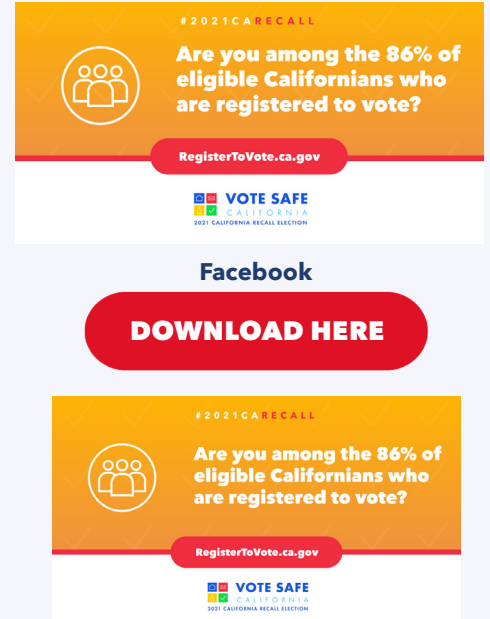 #2021CARECALL
Are you among the 86% of
eligible Californians who
are registered to vote?
RegisterToVote.ca.gov
VOTE SAFE
CALIFORNIA
2021 CALIFORNIA RECALL ELECTION
Facebook
DOWNLOAD HERE
#2021CARECALL
Are you among the 86% of
eligible Californians who
are registered to vote?
RegisterToVote.ca.gov
VOTE SAFE
CALIFORNIA
2021 CALIFORNIA RECALL ELECTION